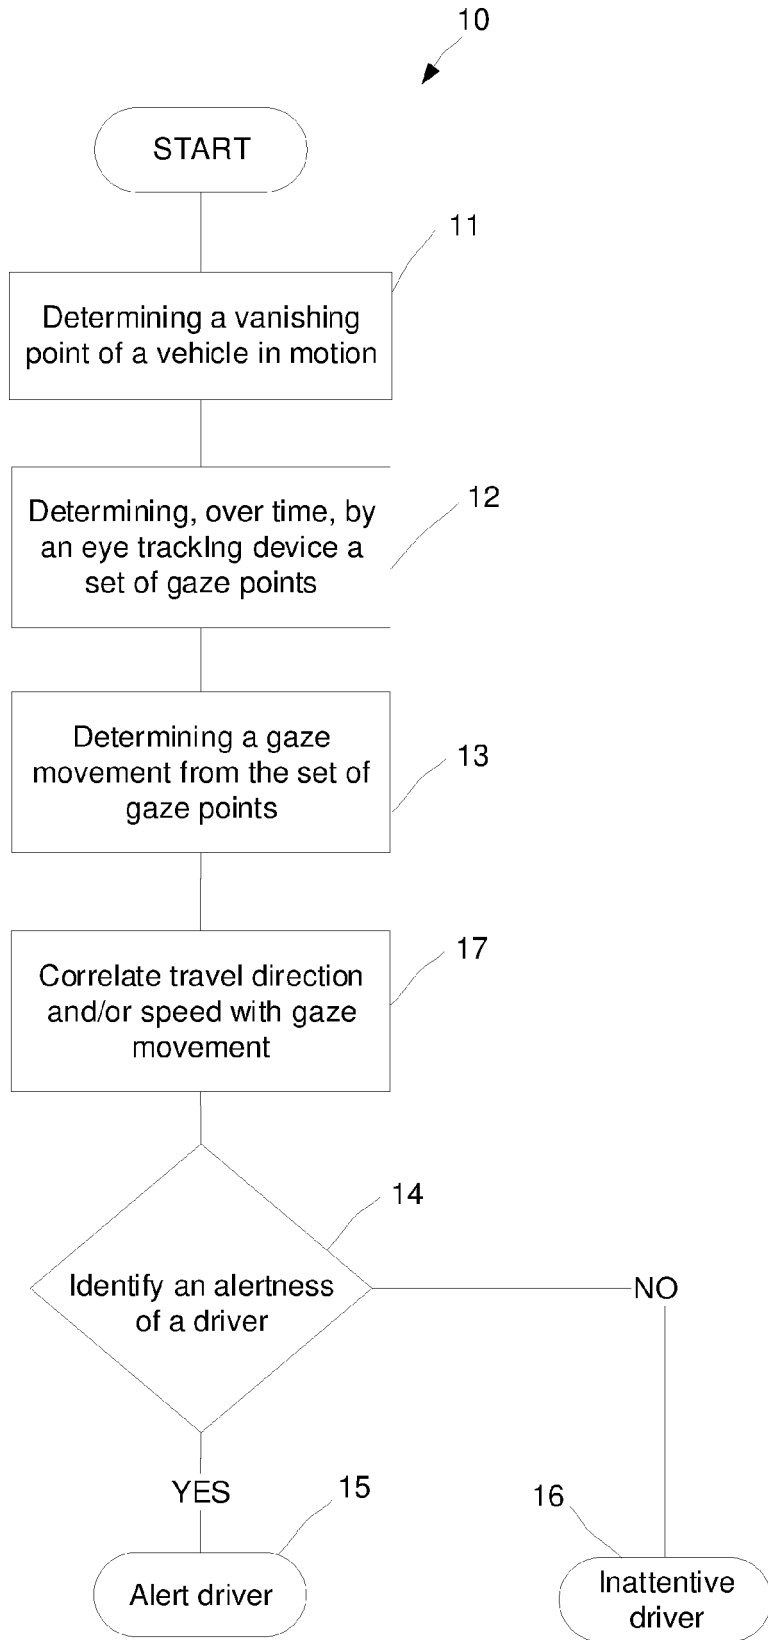 10
START
11
Determining a vanishing
point of a vehicle in motion
12
Determining, over time, by
an eye trackIng device a
set of gaze points
13
Determining a gaze
movement from the set of
gaze points
17
Correlate travel direction
and/or speed with gaze
movement
14
Identify an alertness
of a driver
NO
YES
15
16
Alert driver
Inattentive
driver